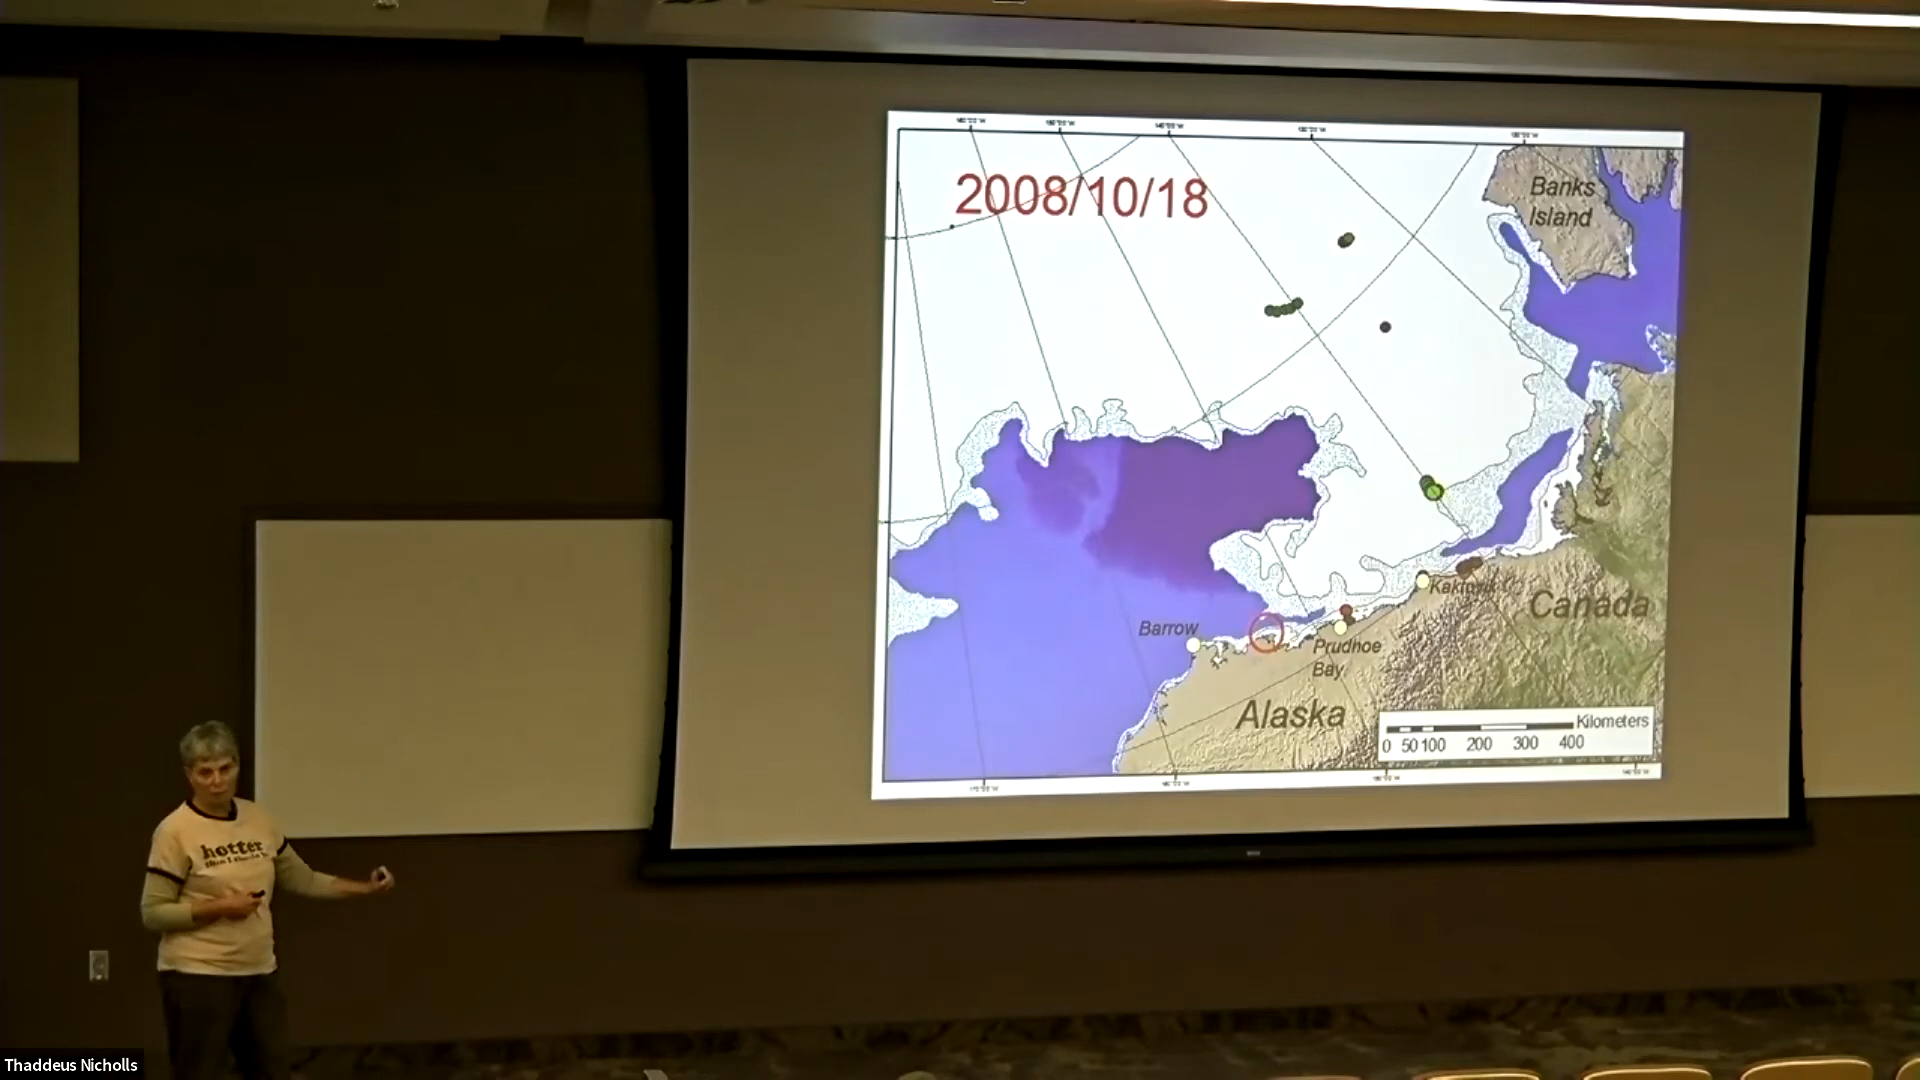 2008/10/18
Banks
Island
Barrow
Kaktovik
Canada
Prudhoe
Bay
Alaska
Kilometers
0 50 100 200 300 400
hotter
Thaddeus Nicholls